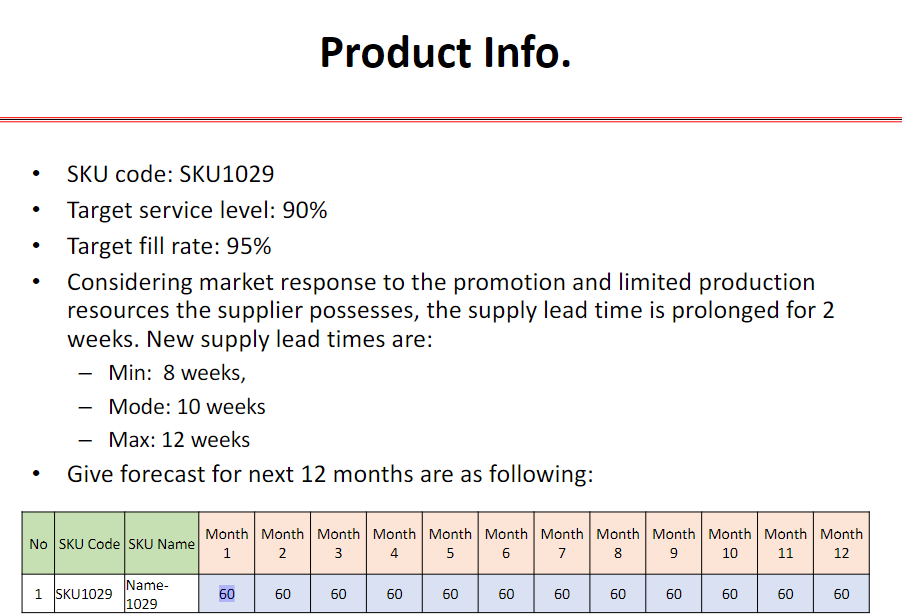 Product Info.
• SKU code: SKU1029
• Target service level: 90%
• Target fill rate: 95%
• Considering market response to the promotion and limited production
resources the supplier possesses, the supply lead time is prolonged for 2
weeks. New supply lead times are:
– Min: 8 weeks,
– Mode: 10 weeks
– Max: 12 weeks
• Give forecast for next 12 months are as following:
No SKU Code SKU Name Month 1 Month 2 Month 3 Month 4 Month 5 Month 6 Month 7 Month 8 Month 9 Month 10 Month 11 Month 12
1 SKU1029 Name-1029 60 60 60 60 60 60 60 60 60 60 60 60